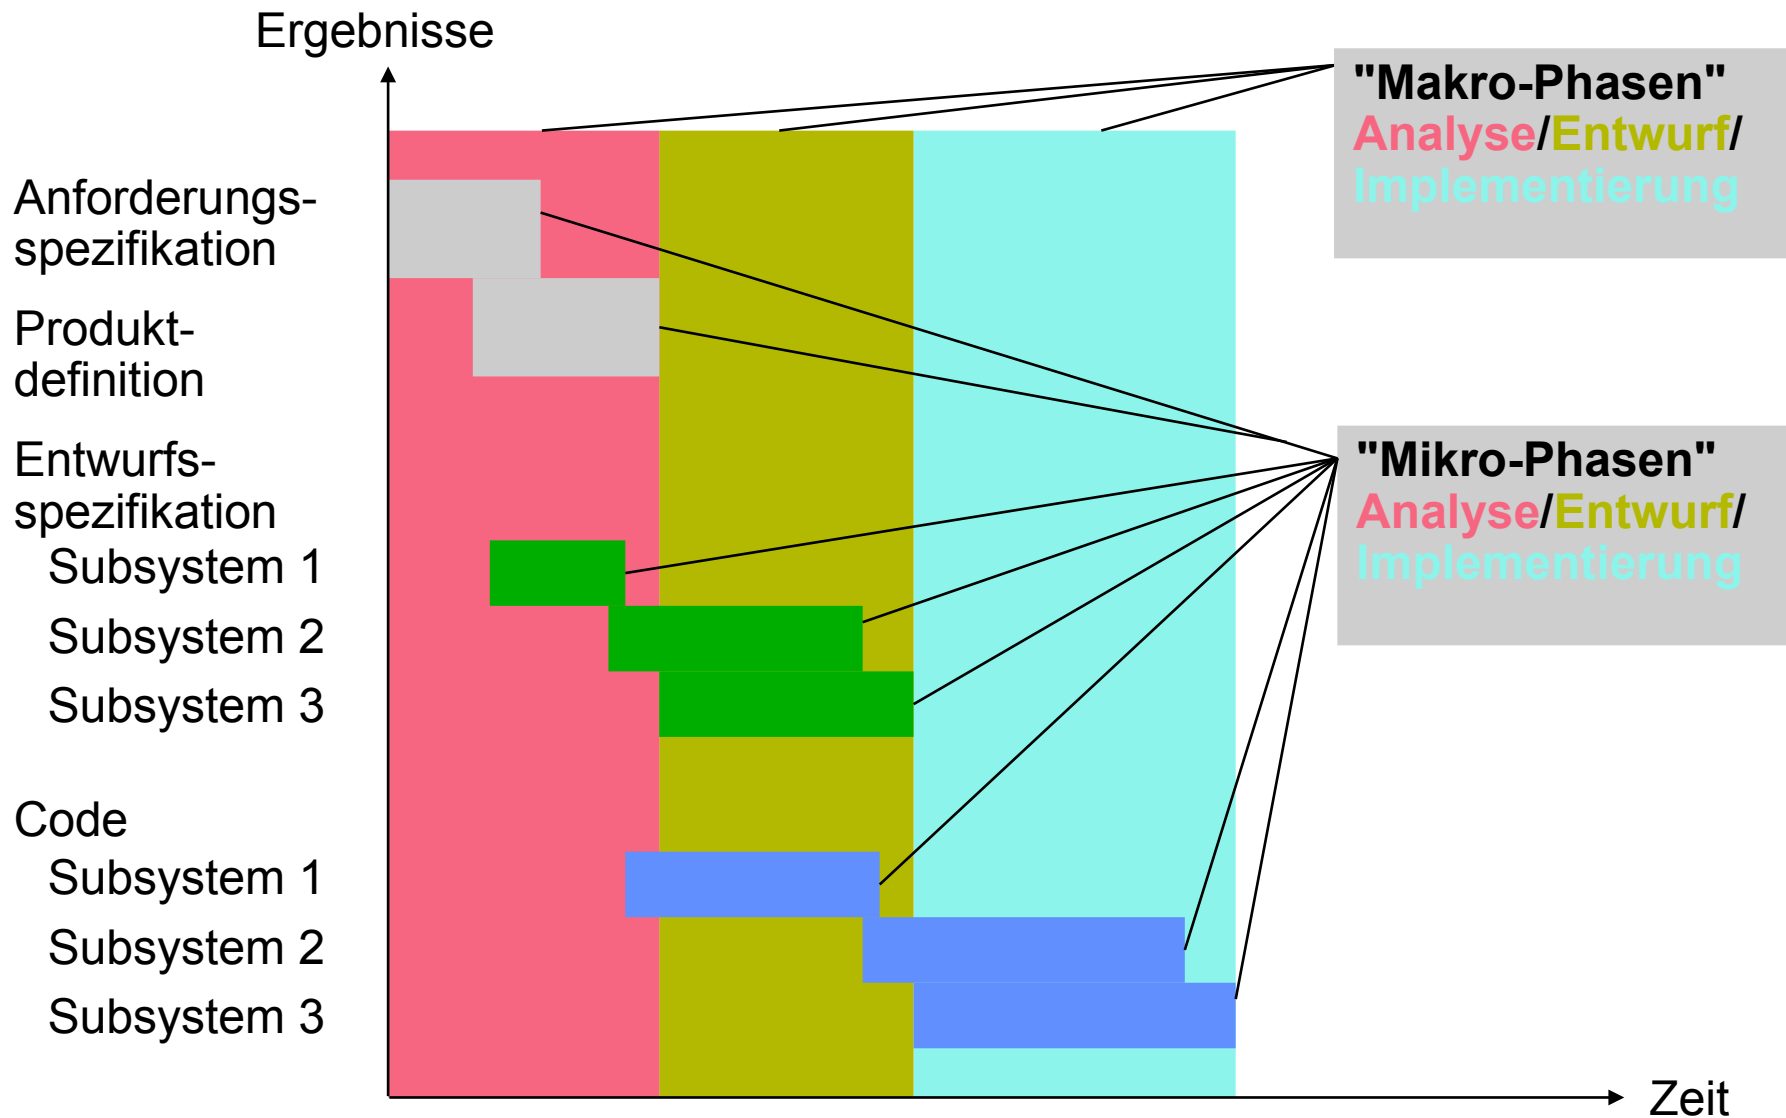 Ergebnisse
"Makro-Phasen"
Analyse/Entwurf/
Implementierung
Anforderungs-
spezifikation
Produkt-
definition
Entwurfs-
spezifikation
Subsystem 1
Subsystem 2
Subsystem 3
"Mikro-Phasen"
Analyse/Entwurf/
Implementierung
Code
Subsystem 1
Subsystem 2
Subsystem 3
Zeit